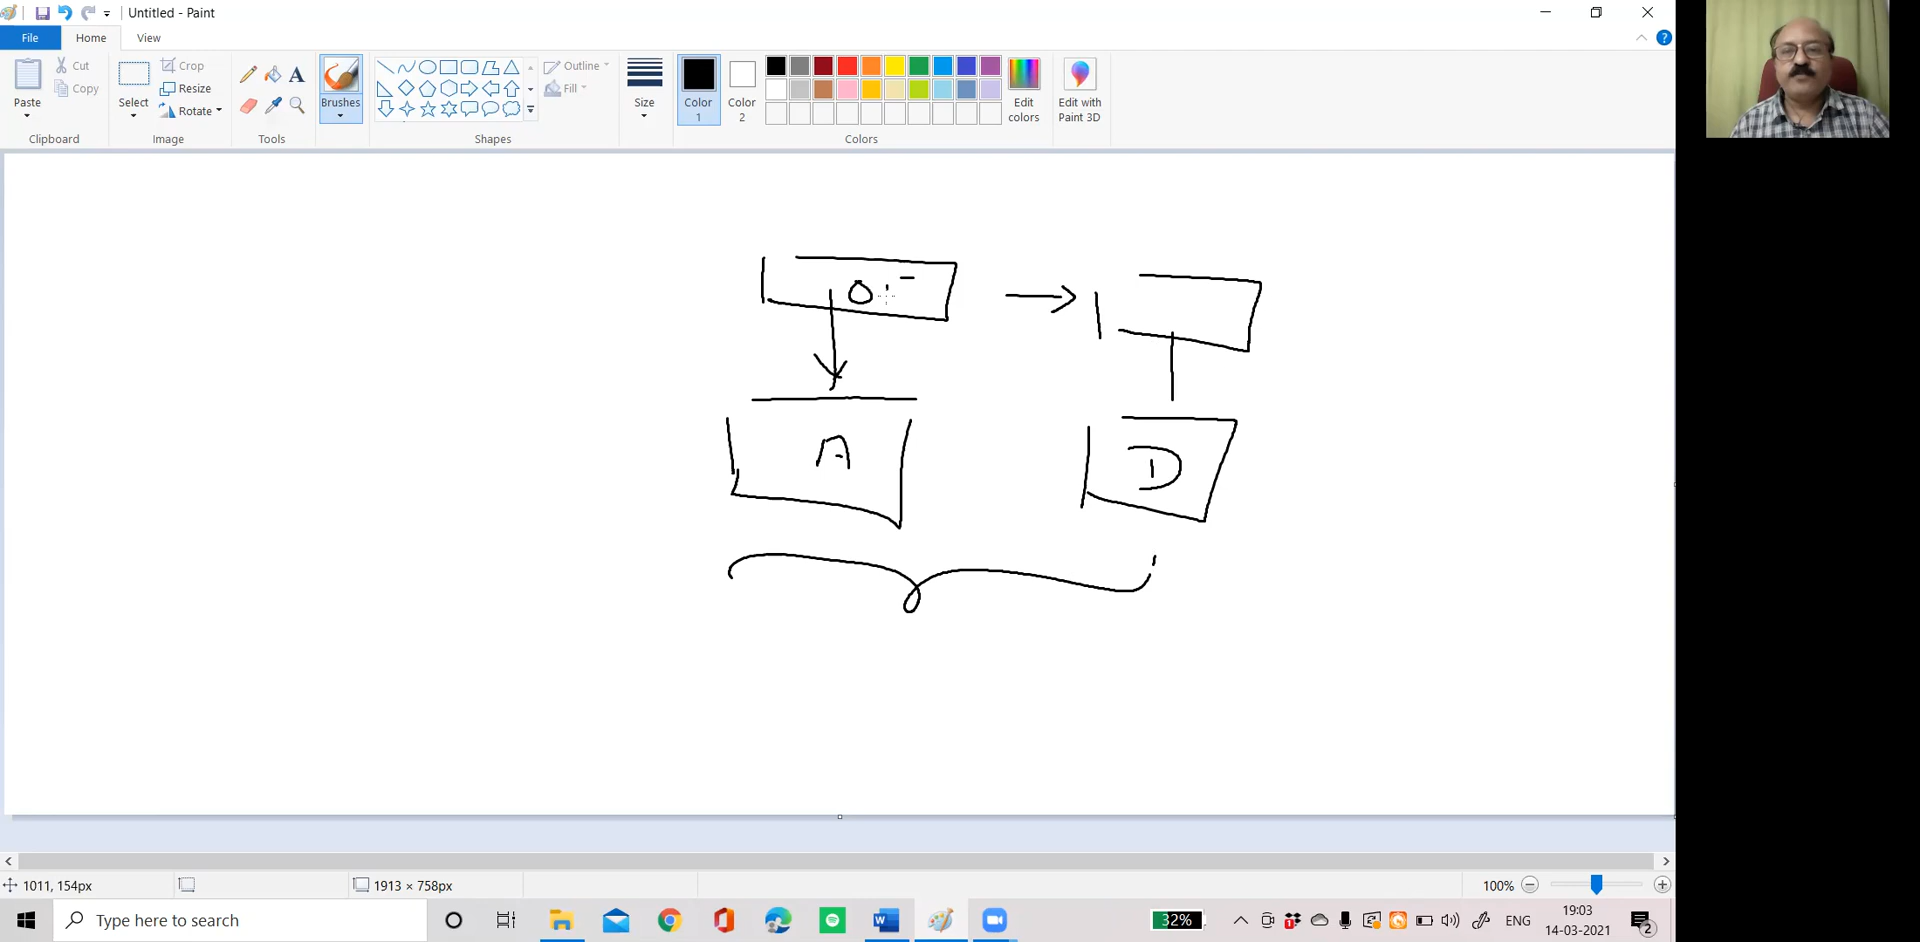 Untitled - Paint
File
Home
View
Paste
Cut
Copy
Clipboard
Select
Crop
Resize
Rotate
Image
Tools
Brushes
Shapes
Outline
Fill
Size
Color
1
Color
2
Edit
colors
Edit with
Paint 3D
Colors
A
D
1011, 154px
1913 × 758px
100%
Type here to search
32%
ENG
19:03
14-03-2021
2